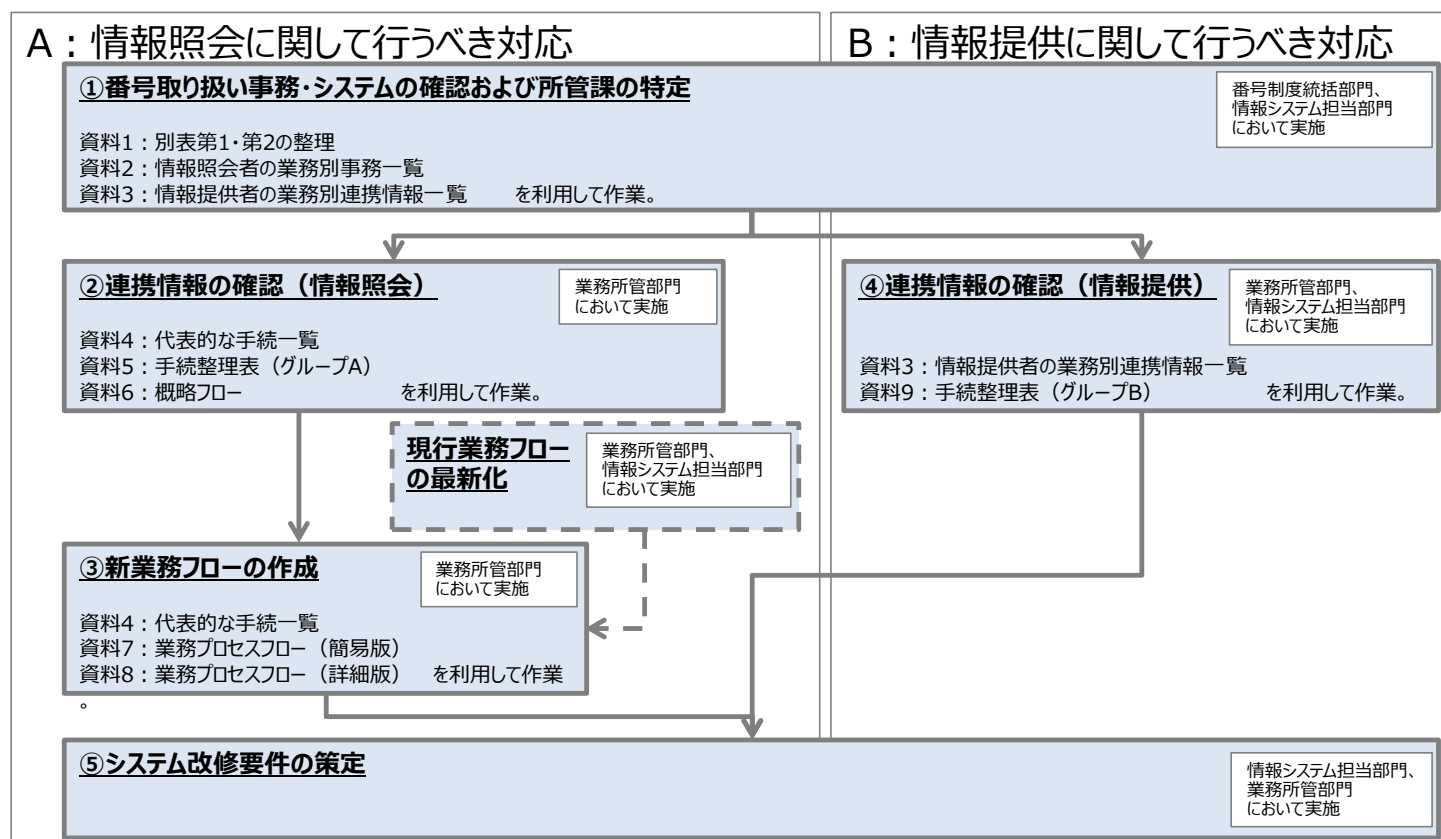 A：情報照会に関して行うべき対応
B：情報提供に関して行うべき対応
①番号取り扱い事務・システムの確認および所管課の特定
番号制度統括部門、
情報システム担当部門
において実施
資料1：別表第1・第2の整理
資料2：情報照会者の業務別事務一覧
資料3：情報提供者の業務別連携情報一覧　　を利用して作業。
②連携情報の確認（情報照会）
業務所管部門
において実施
資料4：代表的な手続一覧
資料5：手続整理表（グループA）
資料6：概略フロー　　を利用して作業。
④連携情報の確認（情報提供）
業務所管部門、
情報システム担当部門
において実施
資料3：情報提供者の業務別連携情報一覧
資料9：手続整理表（グループB）　　を利用して作業。
現行業務フロー
の最新化
業務所管部門、
情報システム担当部門
において実施
③新業務フローの作成
業務所管部門
において実施
資料4：代表的な手続一覧
資料7：業務プロセスフロー（簡易版）
資料8：業務プロセスフロー（詳細版）　　を利用して作業
。
⑤システム改修要件の策定
情報システム担当部門、
業務所管部門
において実施